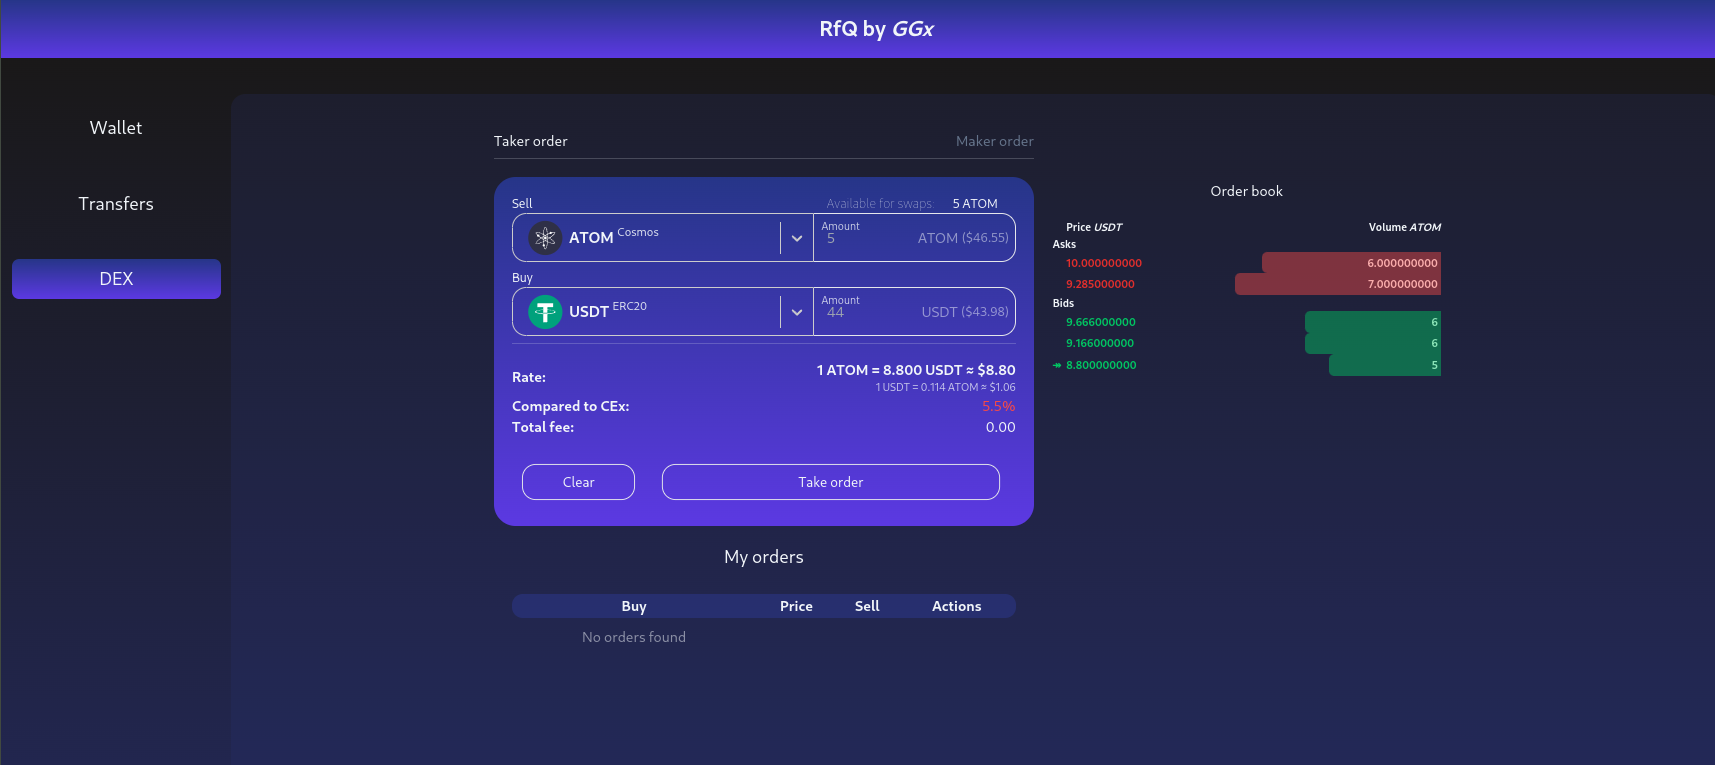 RfQ by GGx
Wallet
Transfers
DEX
Taker order
Maker order
Sell
Available for swaps: 5 ATOM
ATOM Cosmos
Amount
5
ATOM ($46.55)
Buy
USDT ERC20
Amount
44
USDT ($43.98)
Rate:
1 ATOM = 8.800 USDT ≈ $8.80
1 USDT = 0.114 ATOM ≈ $1.06
Compared to CEx: 5.5%
Total fee: 0.00
Clear
Take order
My orders
Buy Price Sell Actions
No orders found
Order book
Price USDT Volume ATOM
Asks
10.000000000 6.000000000
9.285000000 7.000000000
Bids
9.666000000 6
9.166000000 6
↠ 8.800000000 5